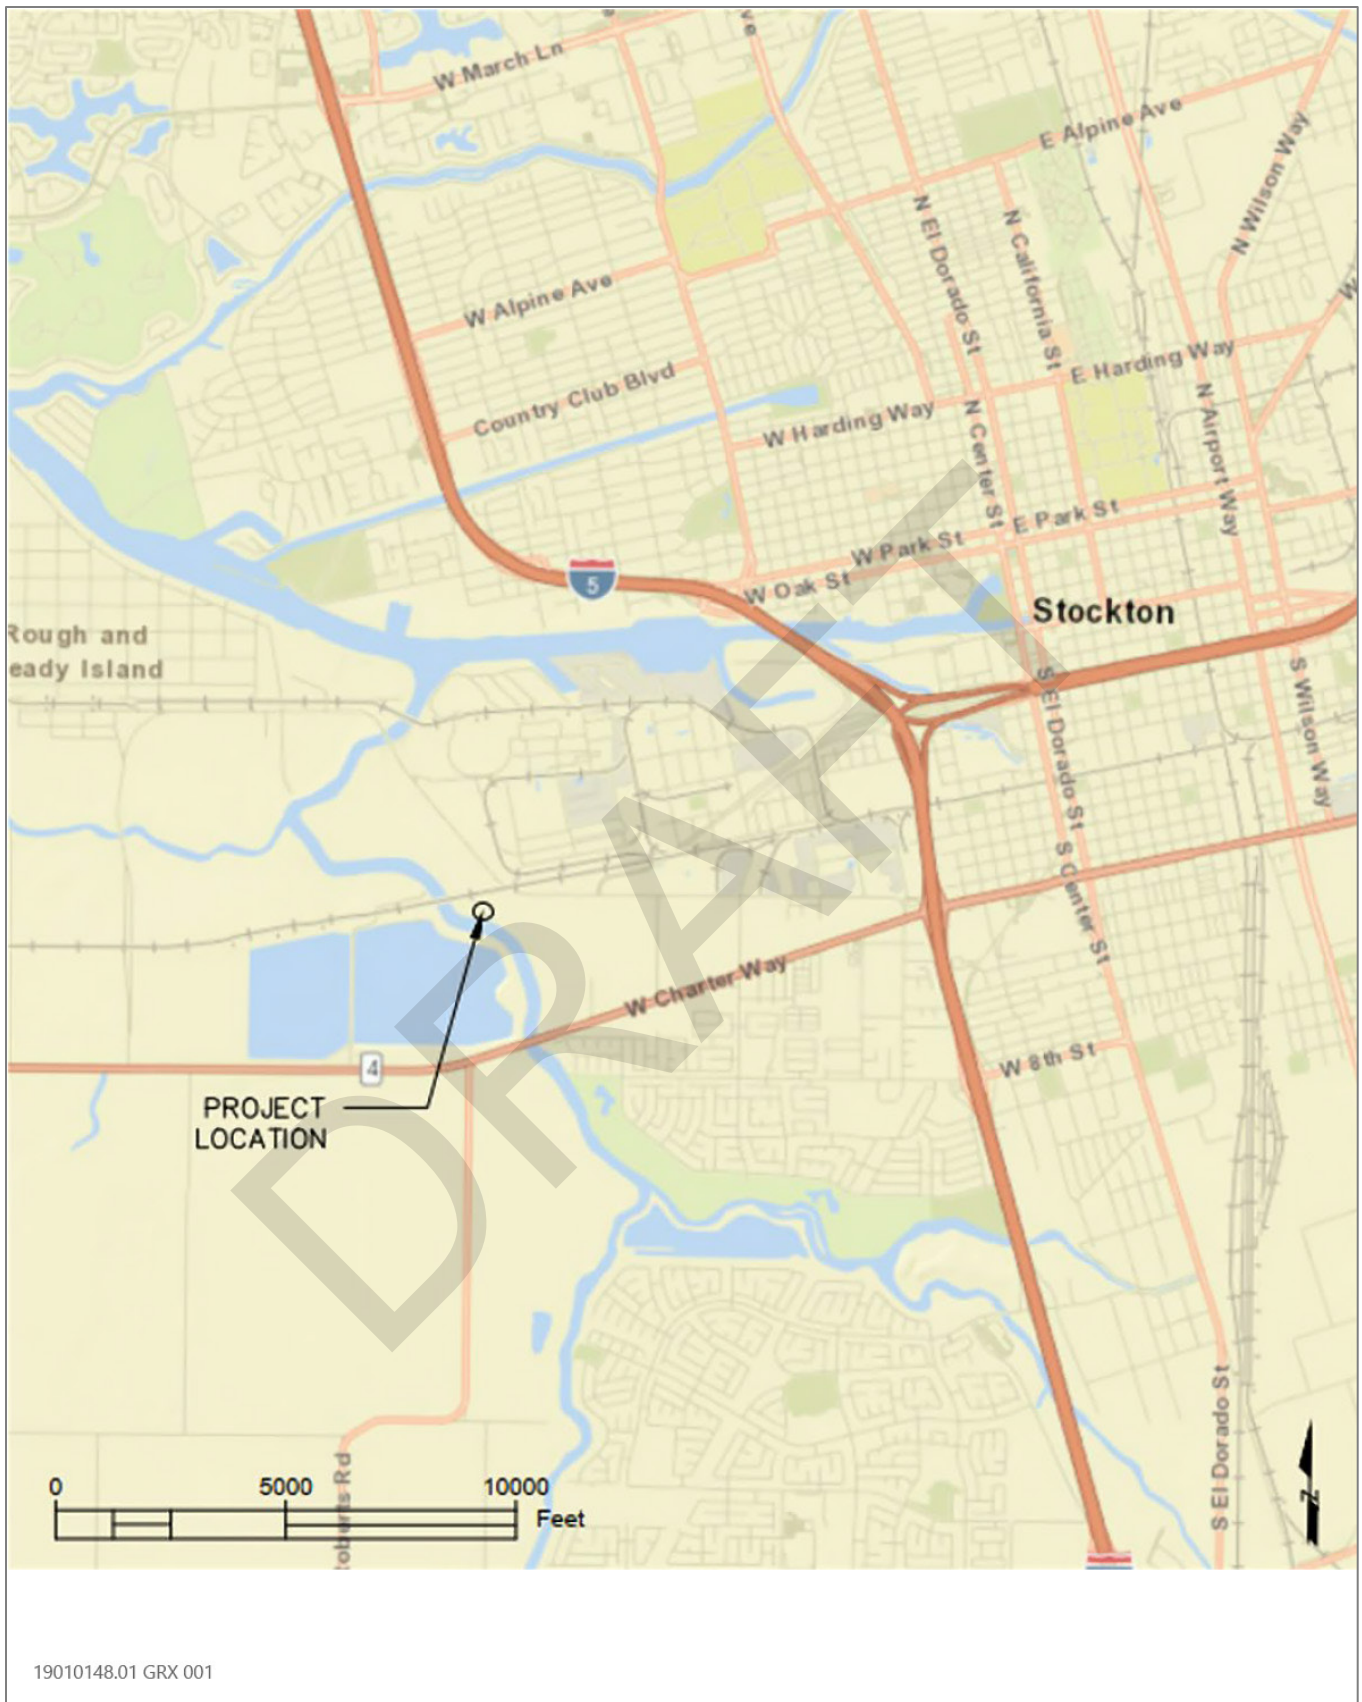 W March Ln
ve
E Alpine Ave
N Wilson Way
N El Dorado St
N California St
W Alpine Ave
Country Club Blvd
W Harding Way
E Harding Way
N Center St
N Airport Way
E Park St
W Park St
W Oak St
5
Stockton
Rough and
eady Island
S El Dorado St
S Wilson Way
S Center St
W Charter Way
4
W 8th St
PROJECT
LOCATION
DRAFT
S El Dorado St
0 5000 10000
Feet
oberts Rd
N
19010148.01 GRX 001